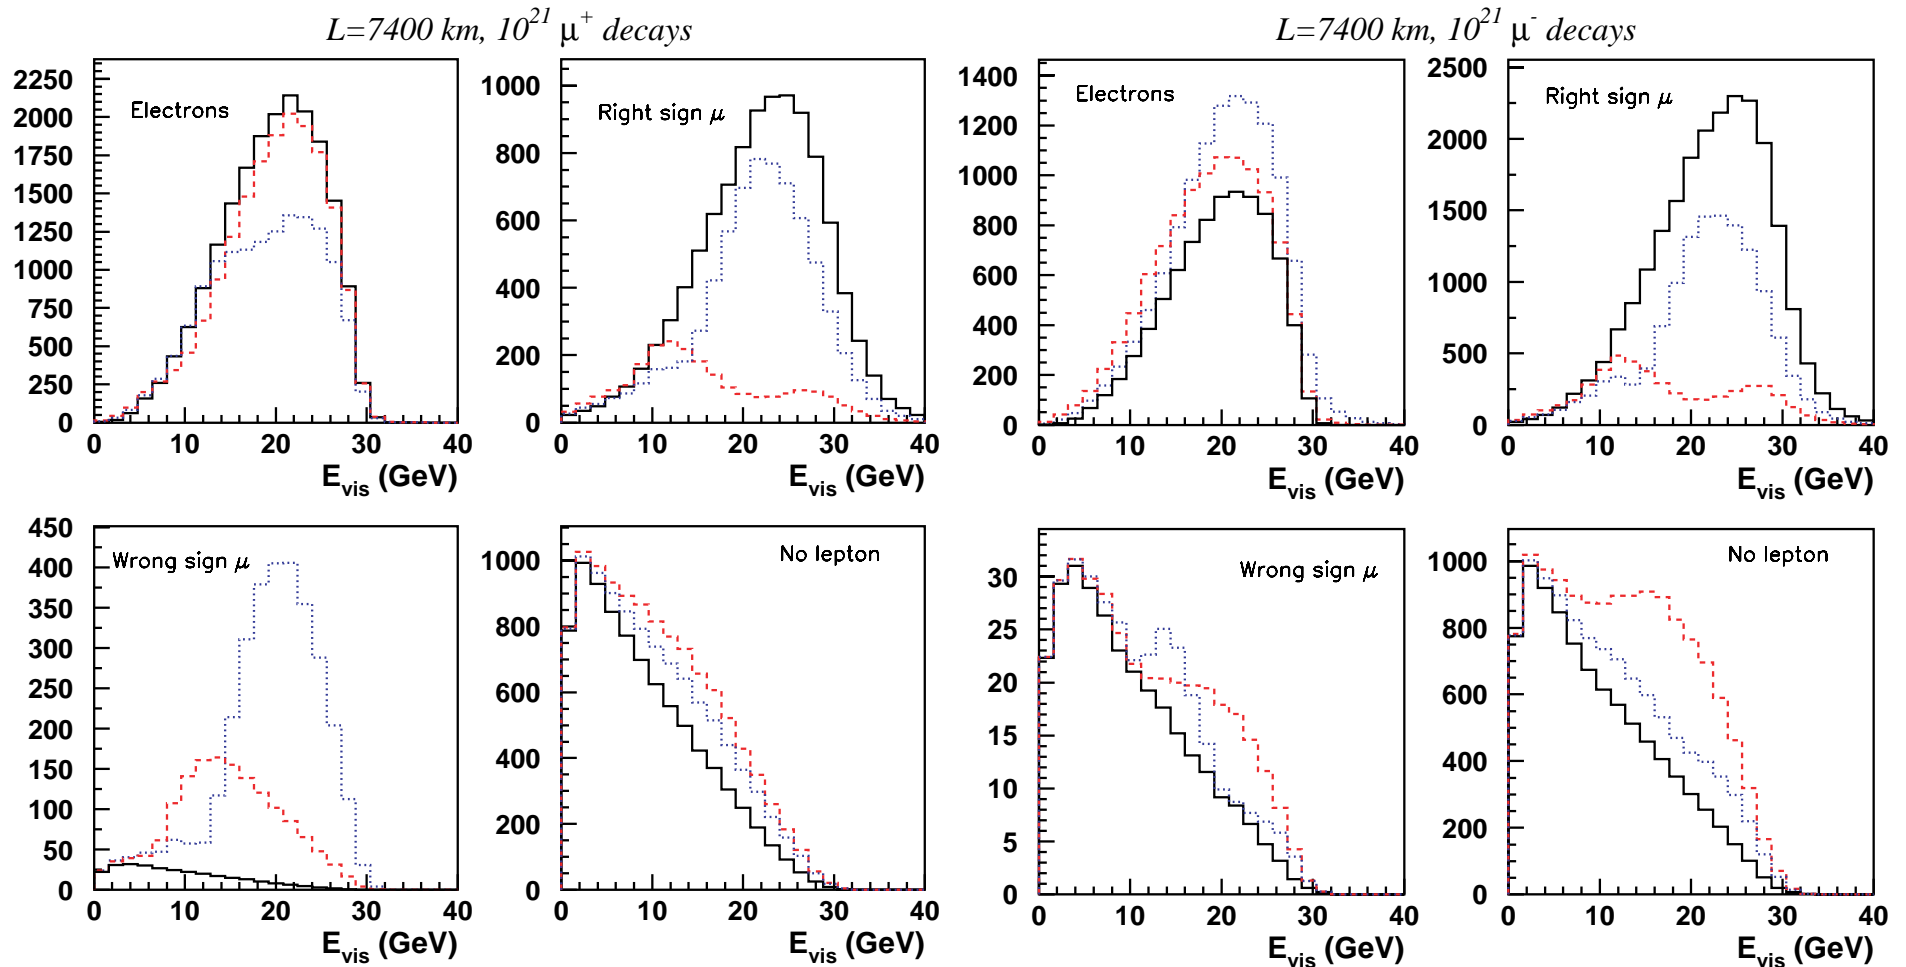 L=7400 km, 10^21 μ+ decays
L=7400 km, 10^21 μ- decays
Electrons
2250
2000
1750
1500
1250
1000
750
500
250
0
0 10 20 30 40
E_vis (GeV)
Right sign μ
1000
800
600
400
200
0
0 10 20 30 40
E_vis (GeV)
Electrons
1400
1200
1000
800
600
400
200
0
0 10 20 30 40
E_vis (GeV)
Right sign μ
2500
2000
1500
1000
500
0
0 10 20 30 40
E_vis (GeV)
Wrong sign μ
450
400
350
300
250
200
150
100
50
0
0 10 20 30 40
E_vis (GeV)
No lepton
1000
800
600
400
200
0
0 10 20 30 40
E_vis (GeV)
Wrong sign μ
30
25
20
15
10
5
0
0 10 20 30 40
E_vis (GeV)
No lepton
1000
800
600
400
200
0
0 10 20 30 40
E_vis (GeV)